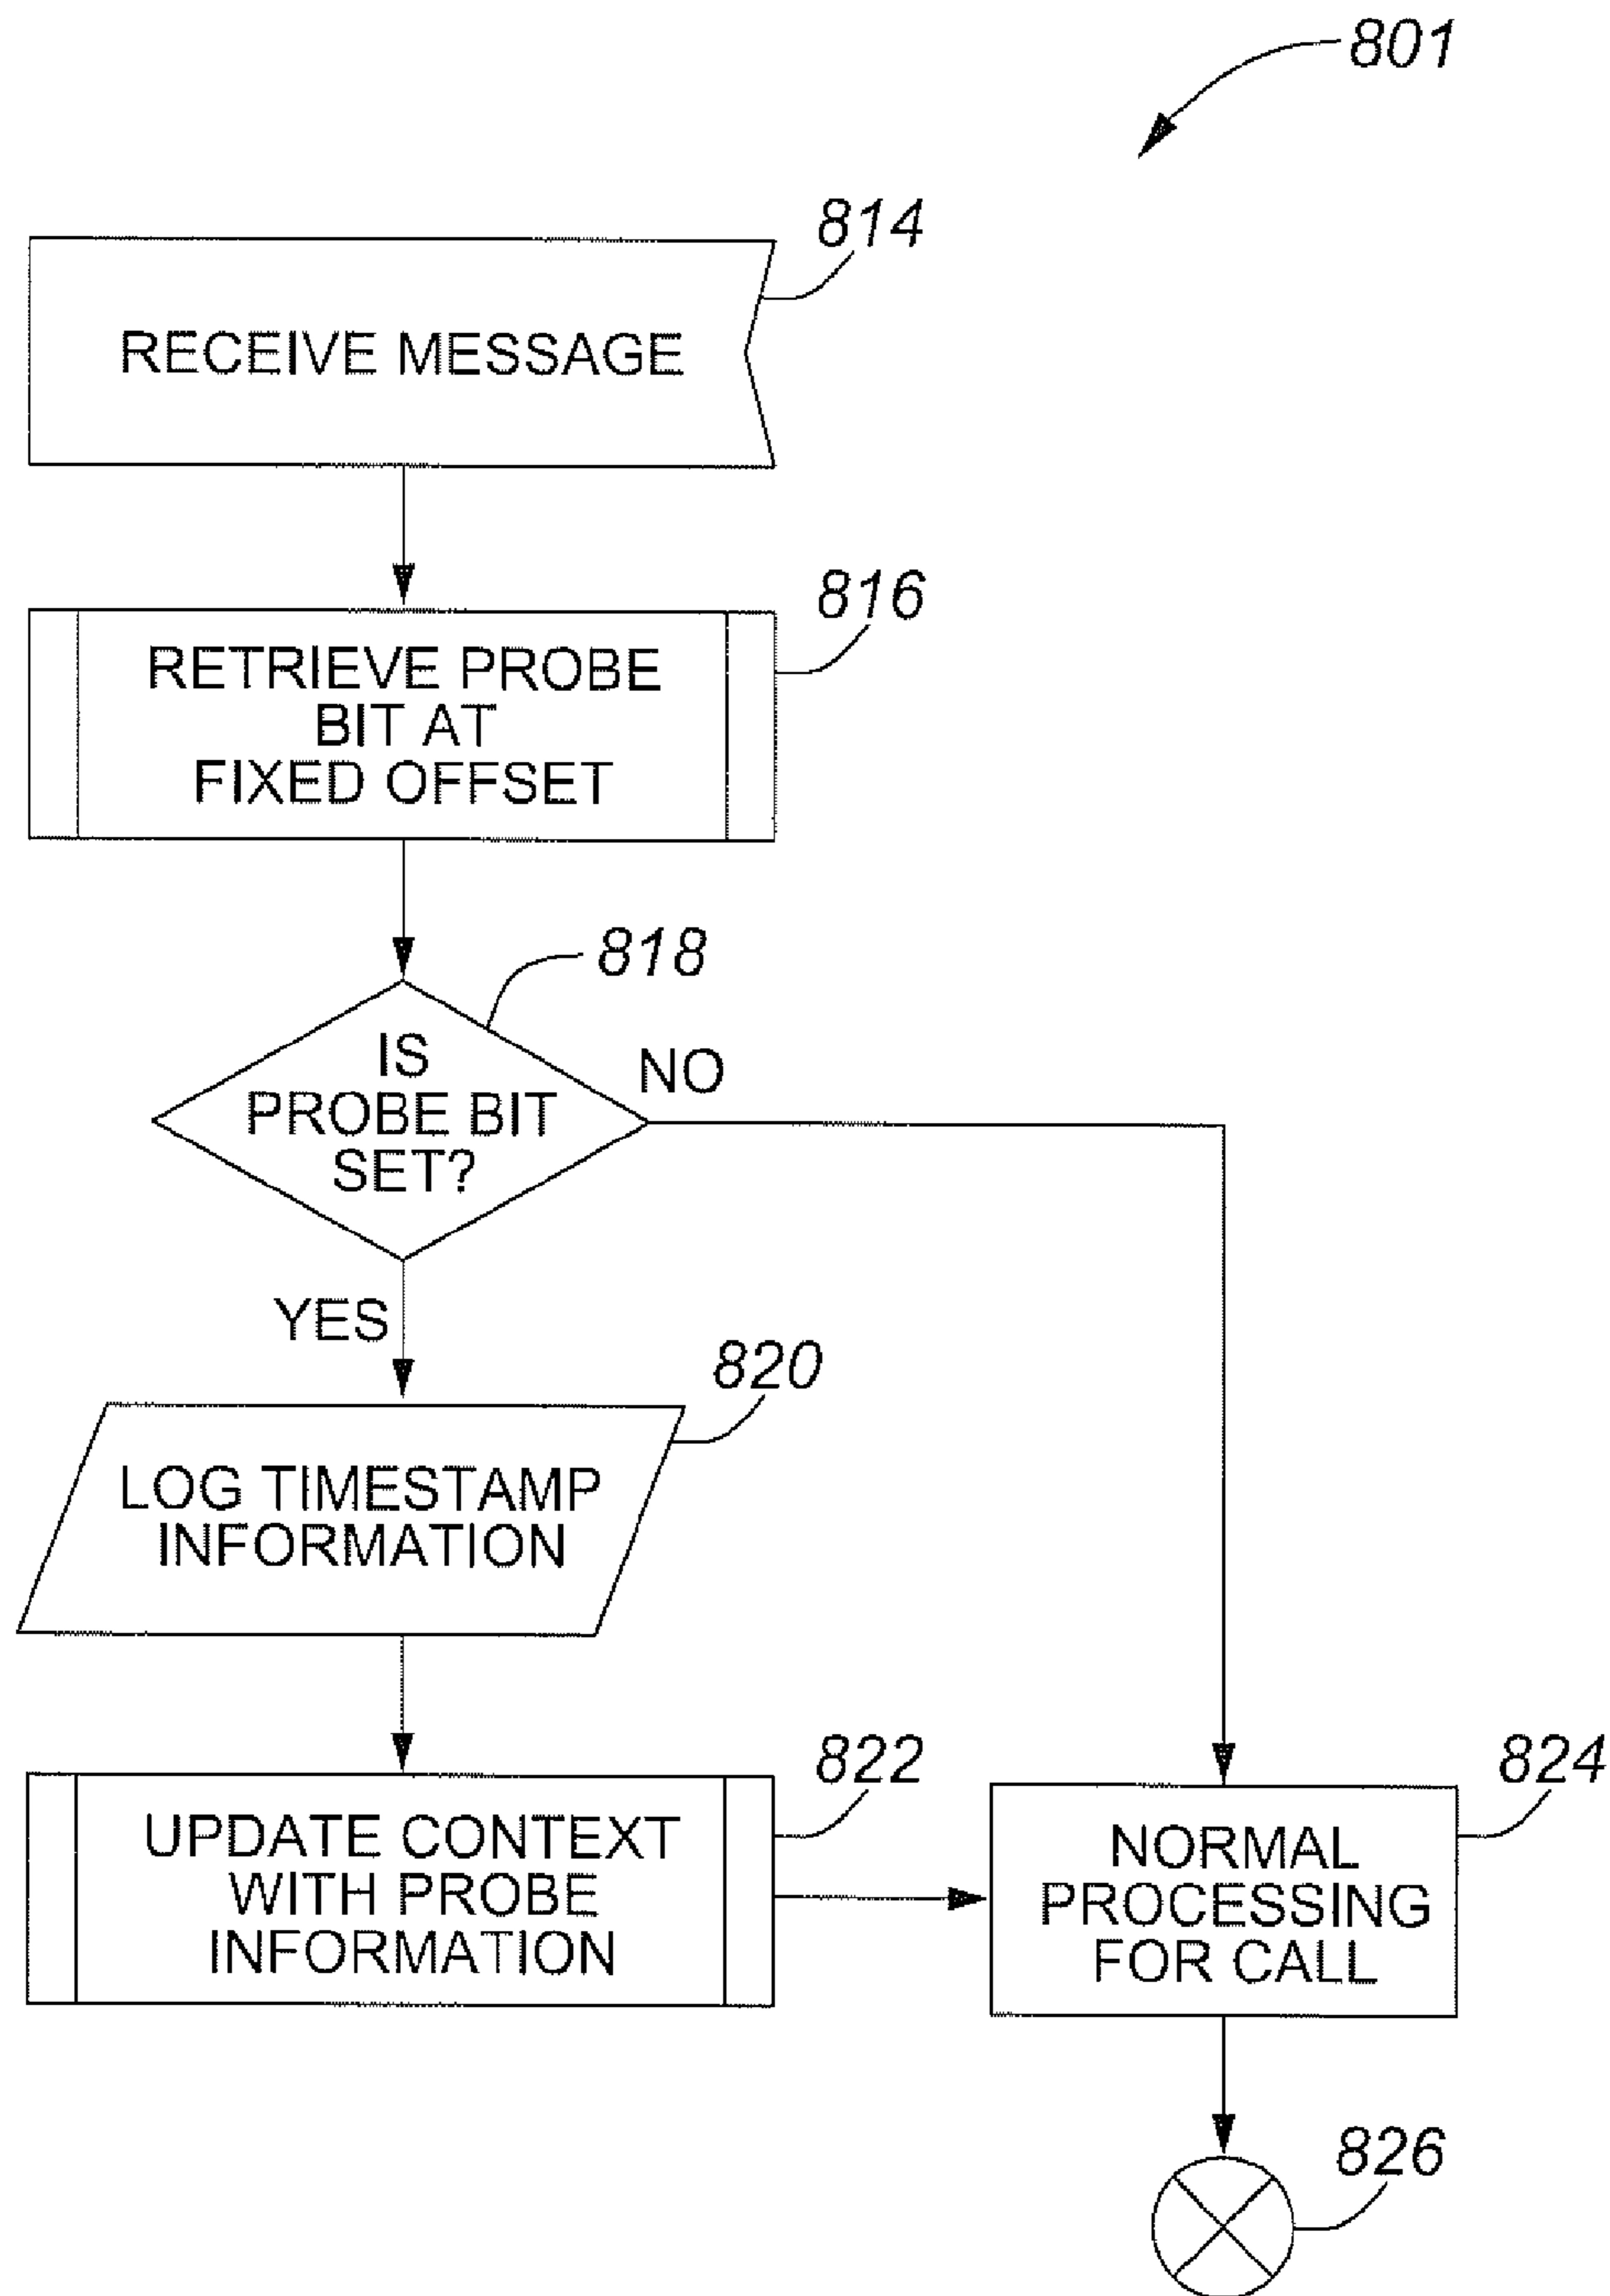 801
814
RECEIVE MESSAGE
816
RETRIEVE PROBE
BIT AT
FIXED OFFSET
818
IS
PROBE BIT
SET?
NO
YES
820
LOG TIMESTAMP
INFORMATION
822
UPDATE CONTEXT
WITH PROBE
INFORMATION
824
NORMAL
PROCESSING
FOR CALL
826